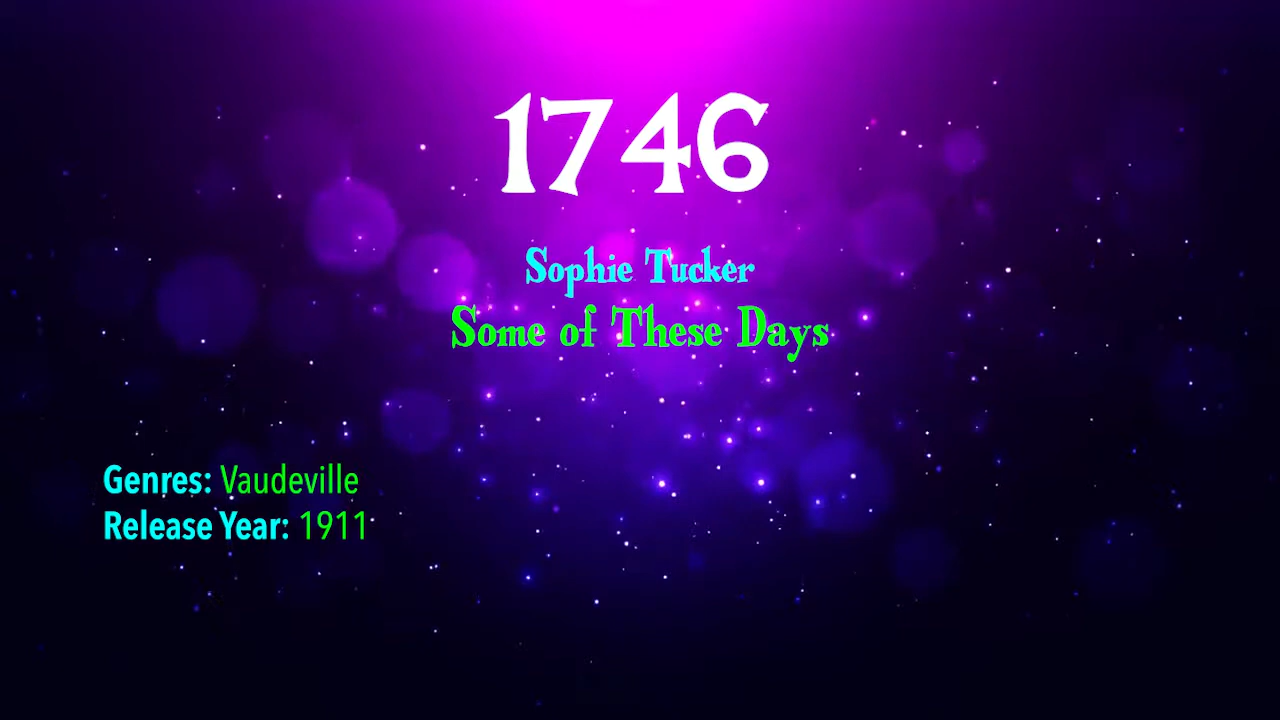 1746
Sophie Tucker
Some of These Days
Genres: Vaudeville
Release Year: 1911